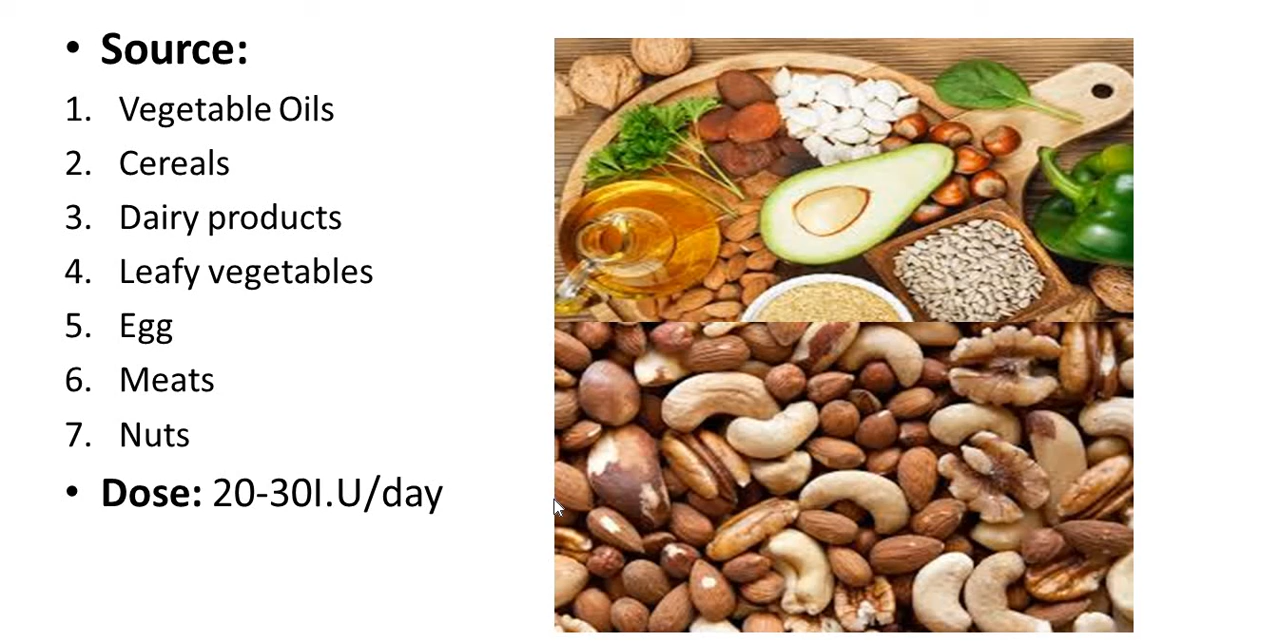 • Source:
1. Vegetable Oils
2. Cereals
3. Dairy products
4. Leafy vegetables
5. Egg
6. Meats
7. Nuts
• Dose: 20-30I.U/day